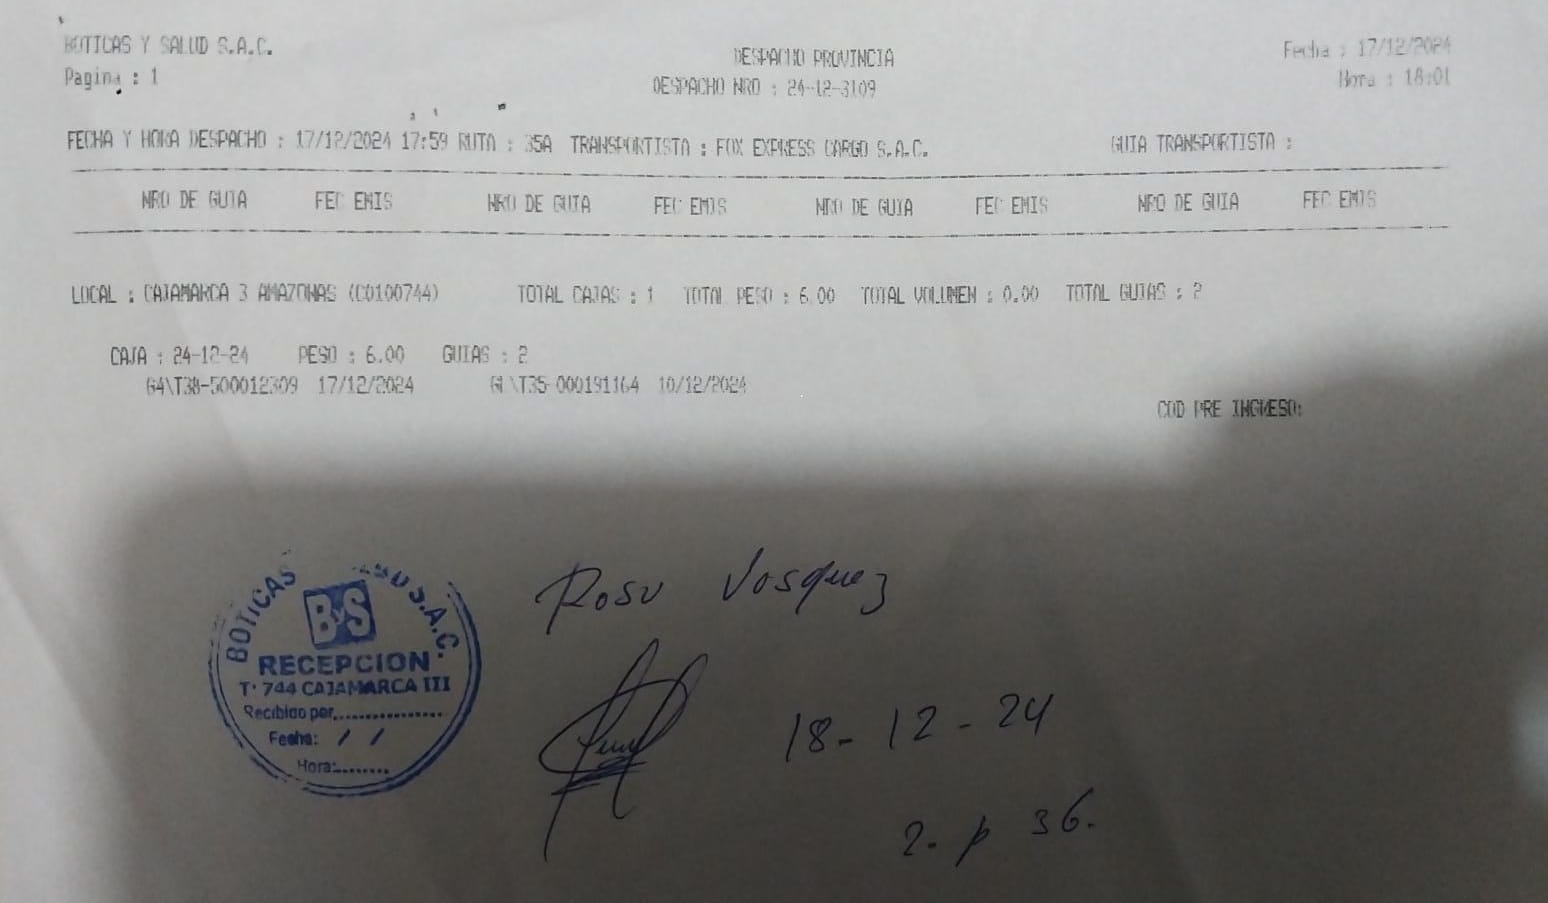 BOTICAS Y SALUD S.A.C.
DESPACHO PROVINCIA
Fecha : 17/12/2024
Pagina : 1
DESPACHO NRO : 24-12-3109
Hora : 18:01
FECHA Y HORA DESPACHO : 17/12/2024 17:59 RUTA : 35A TRANSPORTISTA : FOX EXPRESS CARGO S.A.C. GUIA TRANSPORTISTA :
NRO DE GUIA FEC EMIS NRO DE GUIA FEC EMIS NRO DE GUIA FEC EMIS NRO DE GUIA FEC EMIS
LOCAL : CAJAMARCA 3 AMAZONAS (C0100744) TOTAL CAJAS : 1 TOTAL PESO : 6.00 TOTAL VOLUMEN : 0.00 TOTAL GUIAS : 2
CAJA : 24-12-24 PESO : 6.00 GUIAS : 2
G4\T38-500012309 17/12/2024 GL\T35-000191164 10/12/2024
COD PRE INGRESO:
BOTICAS S.A.C.
ByS
RECEPCION
T' 744 CAJAMARCA III
Recibido por..................
Fecha: / /
Hora:.........
Rosa Vasquez
18-12-24
2. p 36.